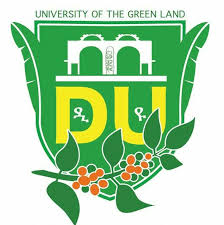 UNIVERSITY OF THE GREEN LAND
DU
ዲ ዩ